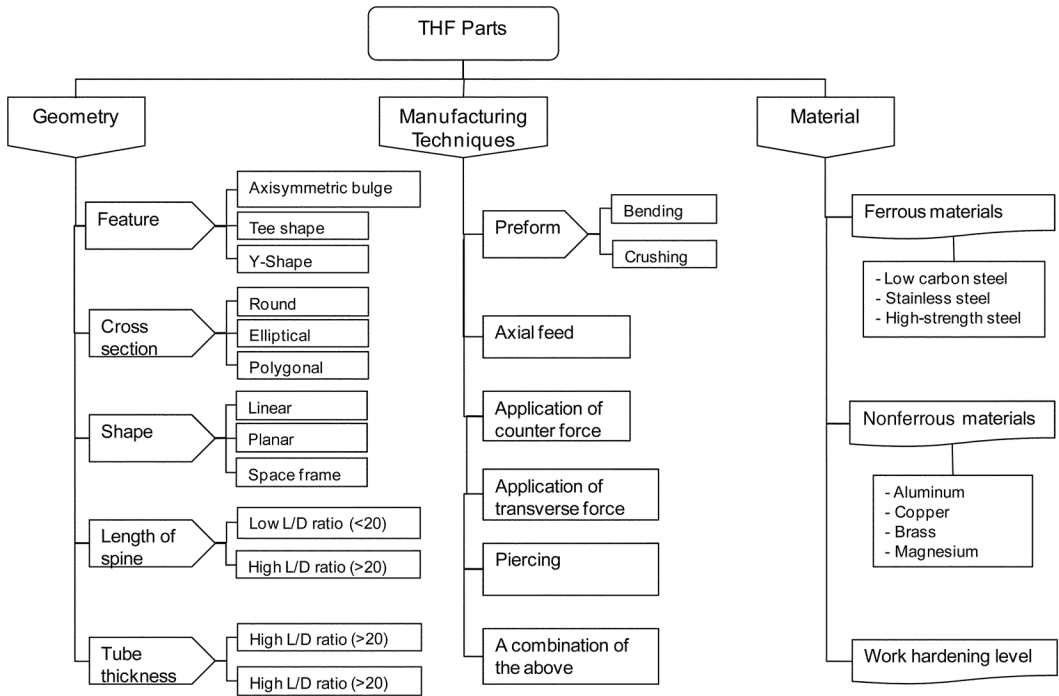 THF Parts
Geometry
Feature
Axisymmetric bulge
Tee shape
Y-Shape
Cross
section
Round
Elliptical
Polygonal
Shape
Linear
Planar
Space frame
Length of
spine
Low L/D ratio (<20)
High L/D ratio (>20)
Tube
thickness
High L/D ratio (>20)
High L/D ratio (>20)
Manufacturing
Techniques
Preform
Bending
Crushing
Axial feed
Application of
counter force
Application of
transverse force
Piercing
A combination of
the above
Material
Ferrous materials
- Low carbon steel
- Stainless steel
- High-strength steel
Nonferrous materials
- Aluminum
- Copper
- Brass
- Magnesium
Work hardening level